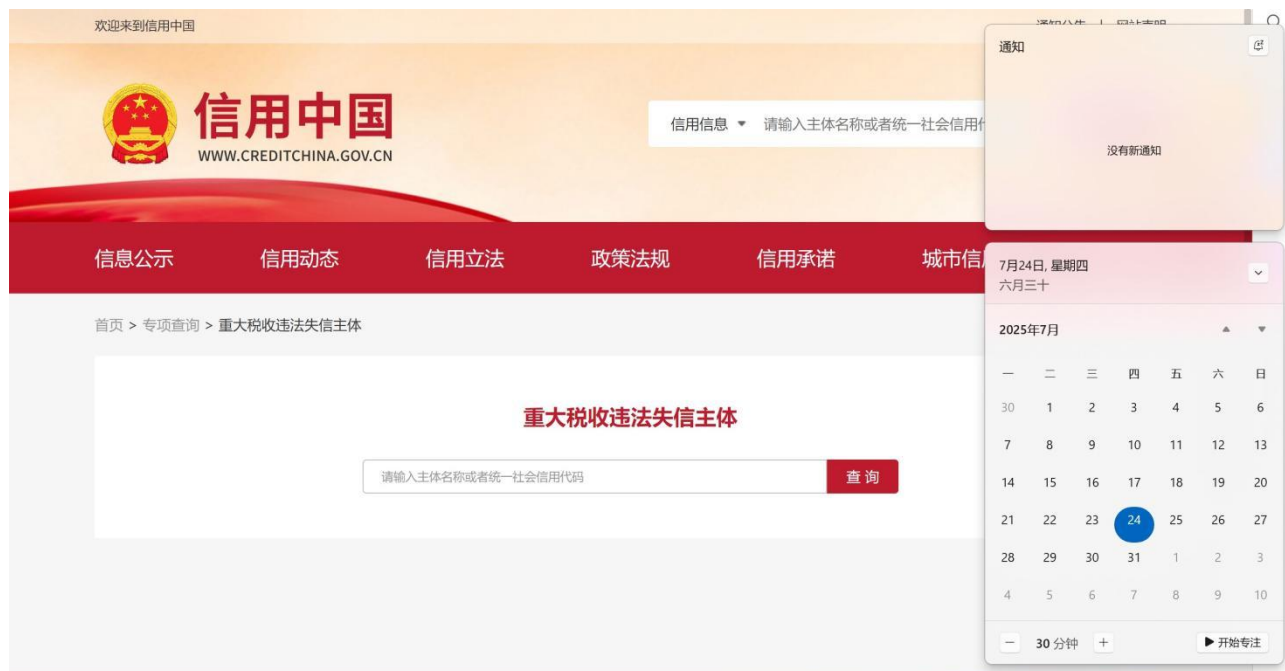 欢迎来到信用中国
信用中国
WWW.CREDITCHINA.GOV.CN
信用信息 请输入主体名称或者统一社会信用
信息公示 信用动态 信用立法 政策法规 信用承诺 城市信
首页 > 专项查询 > 重大税收违法失信主体
重大税收违法失信主体
请输入主体名称或者统一社会信用代码 查询
通知
没有新通知
7月24日, 星期四
六月三十
2025年7月
一 二 三 四 五 六 日
30 1 2 3 4 5 6
7 8 9 10 11 12 13
14 15 16 17 18 19 20
21 22 23 24 25 26 27
28 29 30 31 1 2 3
4 5 6 7 8 9 10
30 分钟
开始专注